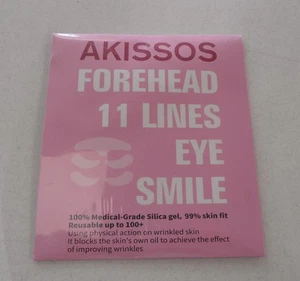 AKISSOS
FOREHEAD
11 LINES
EYE
SMILE
100% Medical-Grade Silica gel, 99% skin fit
Reusable up to 100+
Using physical action on wrinkled skin
It blocks the skin's own oil to achieve the effect
of improving wrinkles